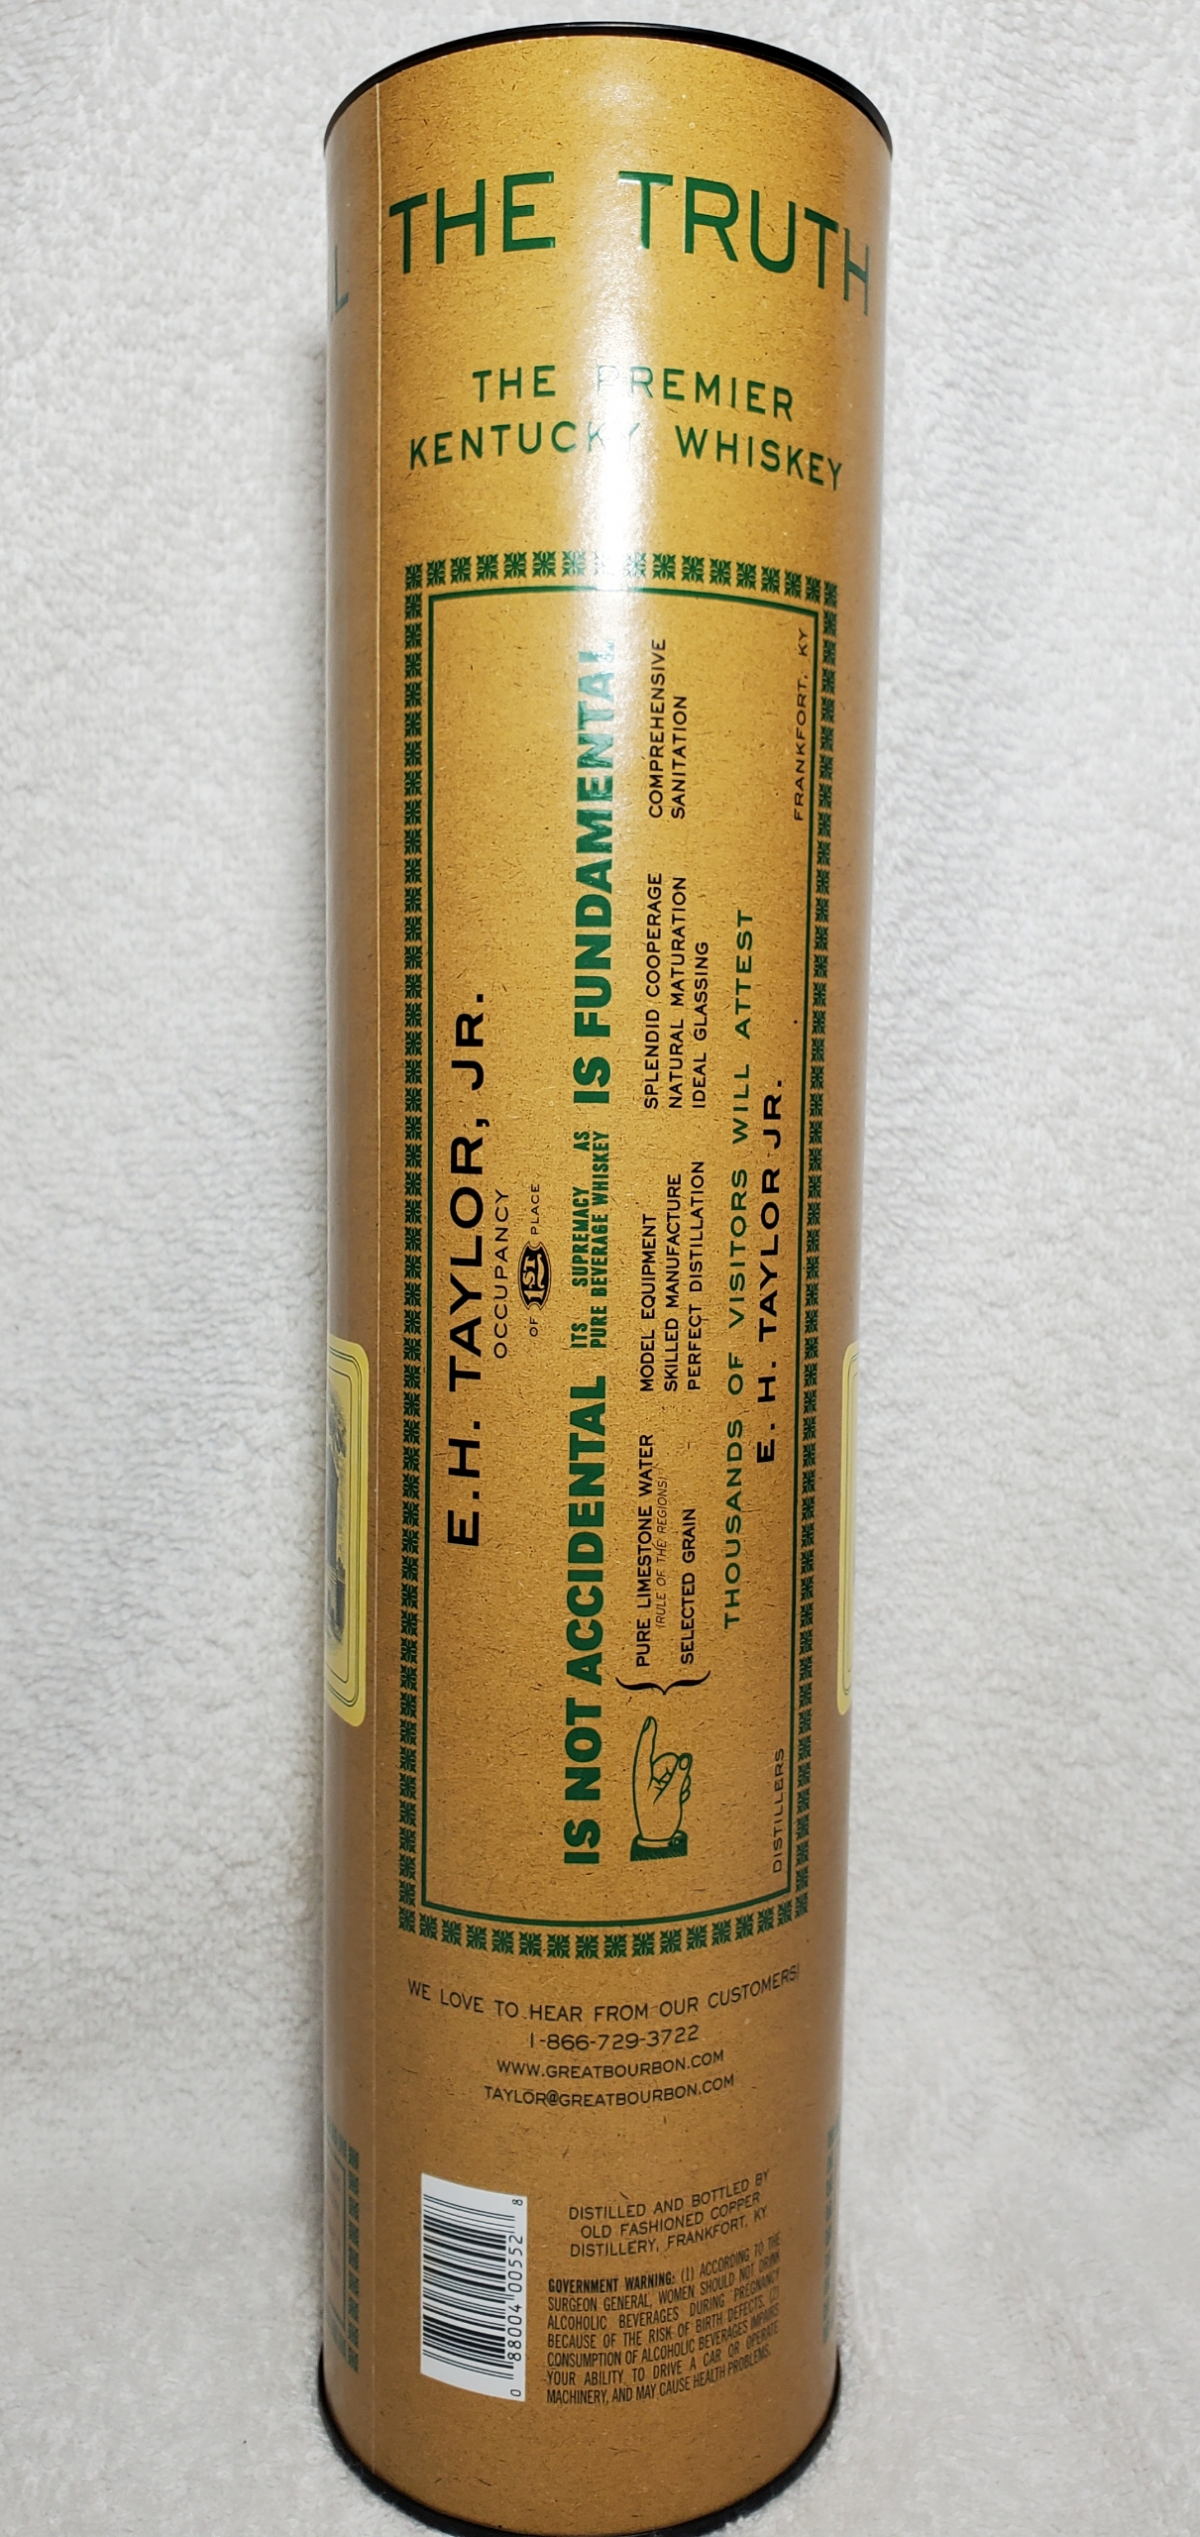 L
THE TRUTH
THE PREMIER
KENTUCKY WHISKEY
E.H. TAYLOR, JR.
OCCUPANCY
OF 1ST PLACE
IS NOT ACCIDENTAL ITS SUPREMACY AS PURE BEVERAGE WHISKEY IS FUNDAMENTAL
PURE LIMESTONE WATER
(RULE OF THE REGIONS)
SELECTED GRAIN
MODEL EQUIPMENT
SKILLED MANUFACTURE
PERFECT DISTILLATION
SPLENDID COOPERAGE
NATURAL MATURATION
IDEAL GLASSING
COMPREHENSIVE
SANITATION
THOUSANDS OF VISITORS WILL ATTEST
E. H. TAYLOR JR.
DISTILLERS FRANKFORT, KY
WE LOVE TO HEAR FROM OUR CUSTOMERS!
1-866-729-3722
WWW.GREATBOURBON.COM
TAYLOR@GREATBOURBON.COM
0 88004 00552 8
DISTILLED AND BOTTLED BY
OLD FASHIONED COPPER
DISTILLERY, FRANKFORT, KY
GOVERNMENT WARNING: (1) ACCORDING TO THE
SURGEON GENERAL, WOMEN SHOULD NOT DRINK
ALCOHOLIC BEVERAGES DURING PREGNANCY
BECAUSE OF THE RISK OF BIRTH DEFECTS. (2)
CONSUMPTION OF ALCOHOLIC BEVERAGES IMPAIRS
YOUR ABILITY TO DRIVE A CAR OR OPERATE
MACHINERY, AND MAY CAUSE HEALTH PROBLEMS.